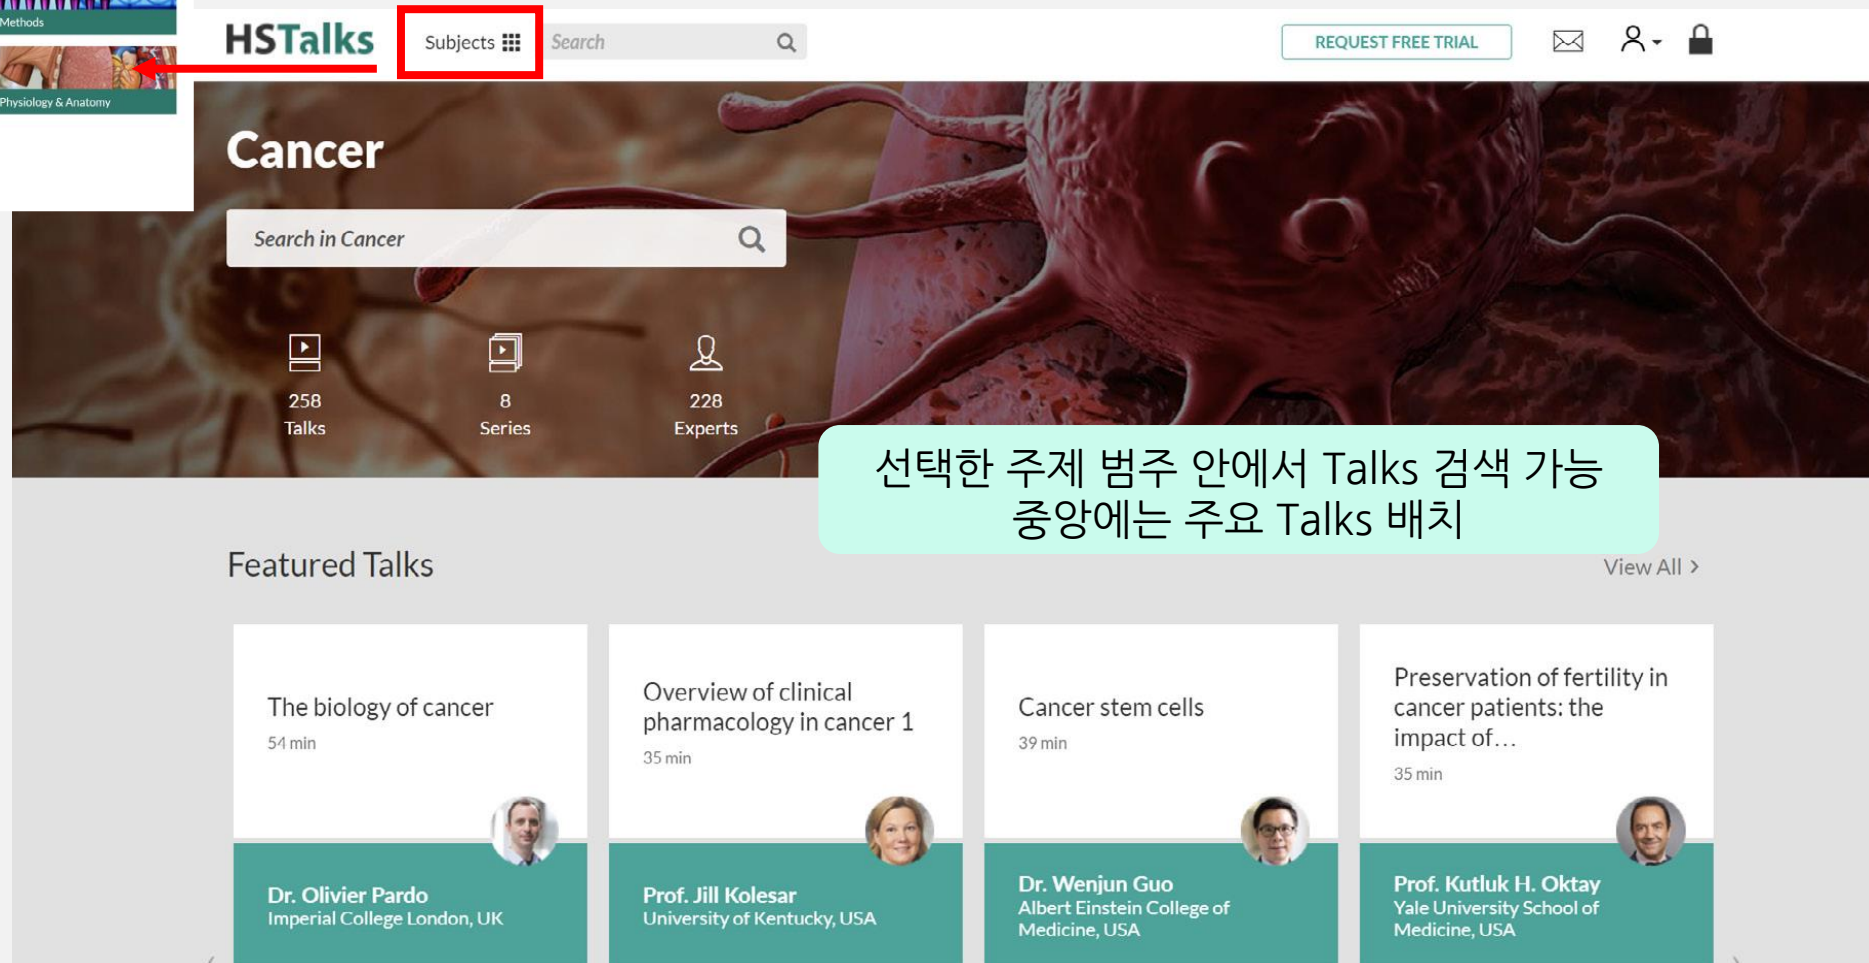 Methods
Physiology & Anatomy
HSTalks
Subjects
Search
REQUEST FREE TRIAL
Cancer
Search in Cancer
258
Talks
8
Series
228
Experts
선택한 주제 범주 안에서 Talks 검색 가능
중앙에는 주요 Talks 배치
Featured Talks
View All >
The biology of cancer
54 min
Dr. Olivier Pardo
Imperial College London, UK
Overview of clinical
pharmacology in cancer 1
35 min
Prof. Jill Kolesar
University of Kentucky, USA
Cancer stem cells
39 min
Dr. Wenjun Guo
Albert Einstein College of
Medicine, USA
Preservation of fertility in
cancer patients: the
impact of...
35 min
Prof. Kutluk H. Oktay
Yale University School of
Medicine, USA